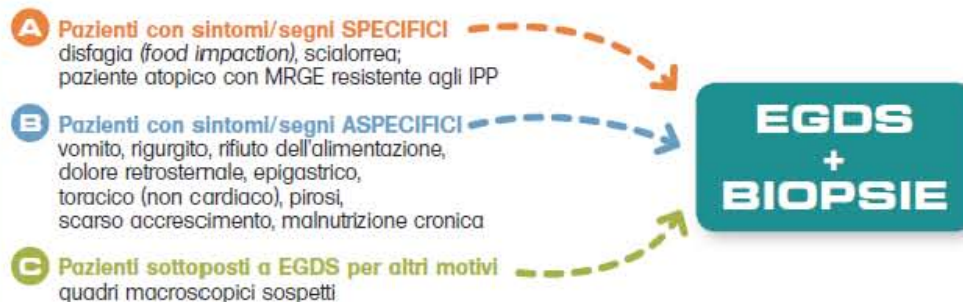 A Pazienti con sintomi/segni SPECIFICI
disfagia (food impaction), scialorrea;
paziente atopico con MRGE resistente agli IPP
B Pazienti con sintomi/segni ASPECIFICI
vomito, rigurgito, rifiuto dell'alimentazione,
dolore retrosternale, epigastrico,
toracico (non cardiaco), pirosi,
scarso accrescimento, malnutrizione cronica
C Pazienti sottoposti a EGDS per altri motivi
quadri macroscopici sospetti
EGDS
+
BIOPSIE